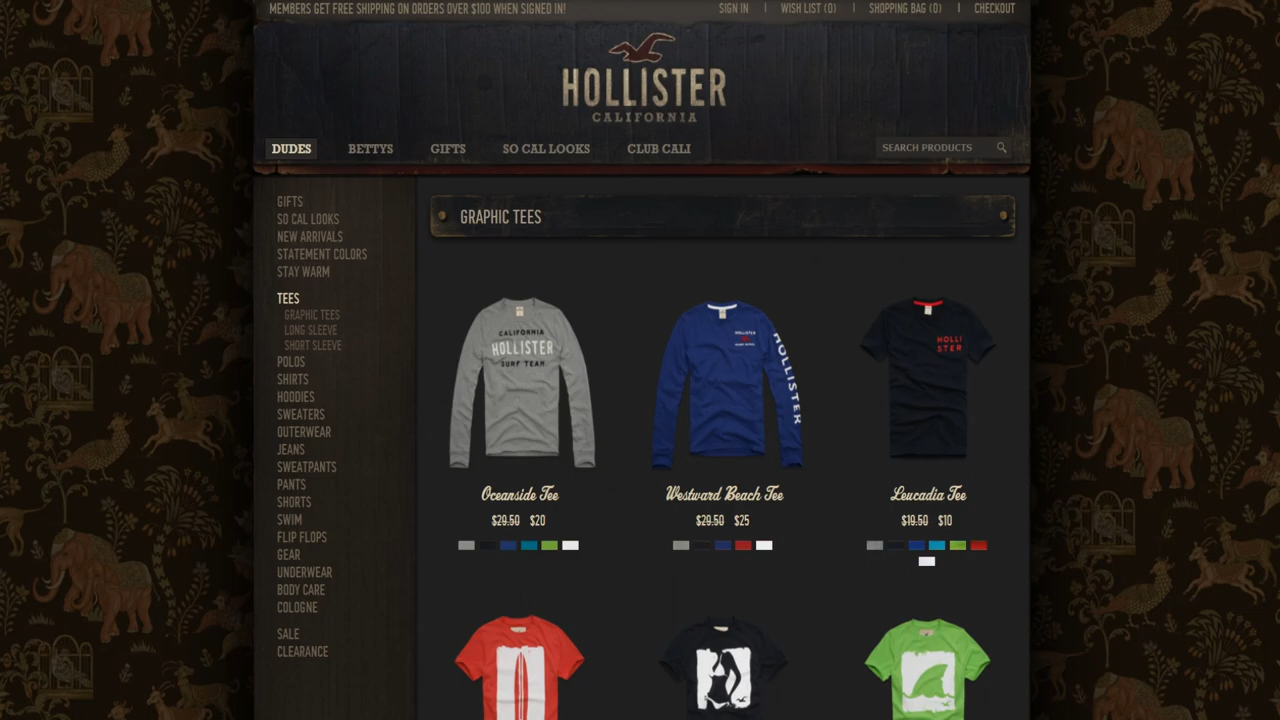 MEMBERS GET FREE SHIPPING ON ORDERS OVER $100 WHEN SIGNED IN!
SIGN IN | WISH LIST (0) | SHOPPING BAG (0) | CHECKOUT
HOLLISTER
CALIFORNIA
DUDES BETTYS GIFTS SO CAL LOOKS CLUB CALI SEARCH PRODUCTS
GIFTS
SO CAL LOOKS
NEW ARRIVALS
STATEMENT COLORS
STAY WARM
TEES
GRAPHIC TEES
LONG SLEEVE
SHORT SLEEVE
POLOS
SHIRTS
HOODIES
SWEATERS
OUTERWEAR
JEANS
SWEATPANTS
PANTS
SHORTS
SWIM
FLIP FLOPS
GEAR
UNDERWEAR
BODY CARE
COLOGNE
SALE
CLEARANCE
GRAPHIC TEES
CALIFORNIA
HOLLISTER
SURF TEAM
HOLLISTER
HOLLISTER
HOLLI
STER
Oceanside Tee Westward Beach Tee Leucadia Tee
$29.50 $20 $29.50 $25 $19.50 $10